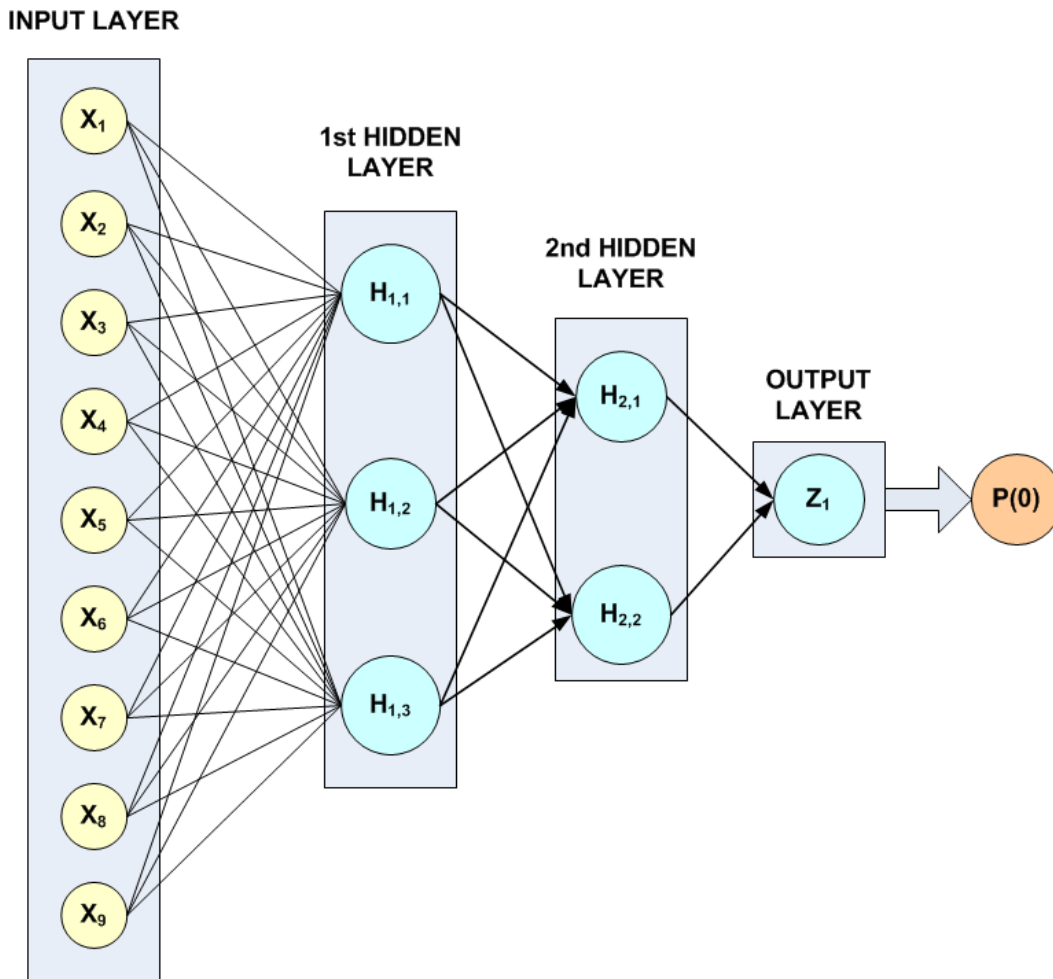 INPUT LAYER
X1
X2
X3
X4
X5
X6
X7
X8
X9
1st HIDDEN
LAYER
H1,1
H1,2
H1,3
2nd HIDDEN
LAYER
H2,1
H2,2
OUTPUT
LAYER
Z1
P(0)